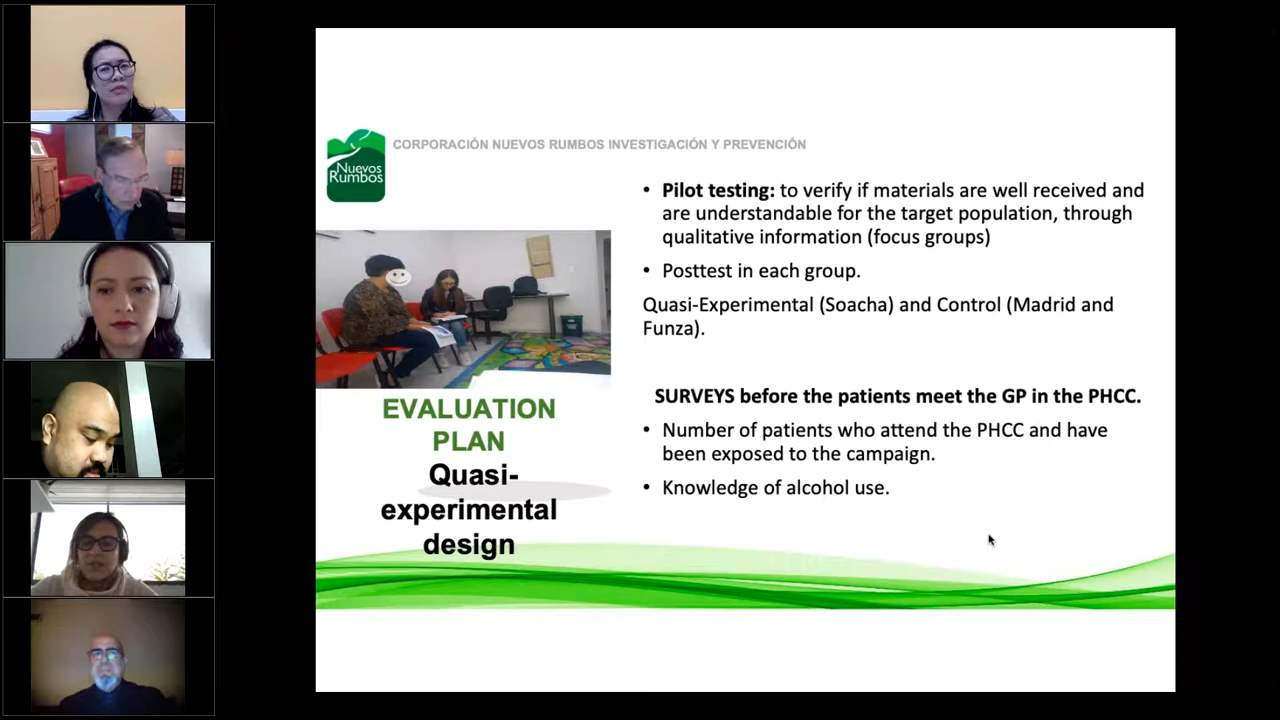 Nuevos
Rumbos
CORPORACIÓN NUEVOS RUMBOS INVESTIGACIÓN Y PREVENCIÓN
EVALUATION
PLAN
Quasi-
experimental
design
• Pilot testing: to verify if materials are well received and
are understandable for the target population, through
qualitative information (focus groups)
• Posttest in each group.
Quasi-Experimental (Soacha) and Control (Madrid and
Funza).
SURVEYS before the patients meet the GP in the PHCC.
• Number of patients who attend the PHCC and have
been exposed to the campaign.
• Knowledge of alcohol use.